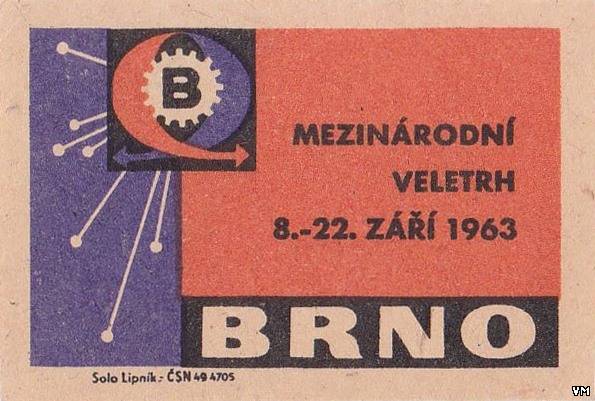 B
MEZINÁRODNÍ
VELETRH
8.-22. ZÁŘÍ 1963
BRNO
Solo Lipník - ČSN 49 4705
VM